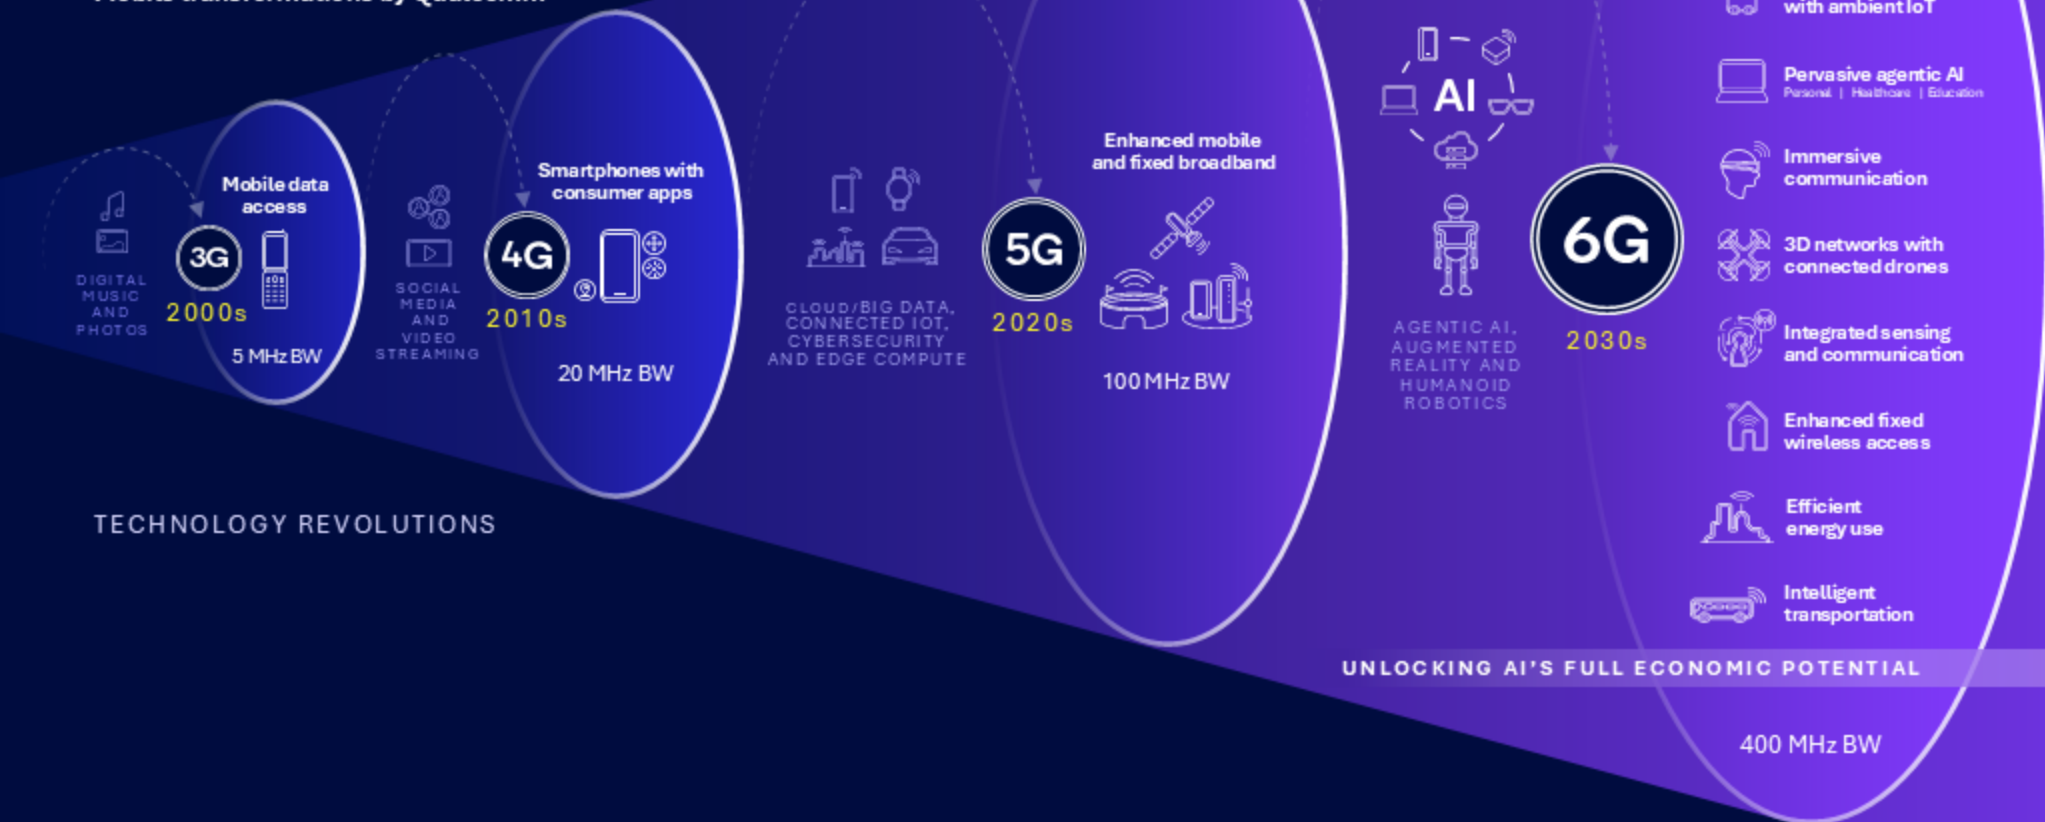 Mobile transformations by Qualcomm
with ambient IoT
Pervasive agentic AI
Personal | Healthcare | Education
Immersive
communication
3D networks with
connected drones
Integrated sensing
and communication
Enhanced fixed
wireless access
Efficient
energy use
Intelligent
transportation
AI
Enhanced mobile
and fixed broadband
Smartphones with
consumer apps
Mobile data
access
3G
4G
5G
6G
2000s
2010s
2020s
2030s
DIGITAL
MUSIC
AND
PHOTOS
SOCIAL
MEDIA
AND
VIDEO
STREAMING
CLOUD/BIG DATA,
CONNECTED IOT,
CYBERSECURITY
AND EDGE COMPUTE
AGENTIC AI,
AUGMENTED
REALITY AND
HUMANOID
ROBOTICS
5 MHz BW
20 MHz BW
100 MHz BW
TECHNOLOGY REVOLUTIONS
UNLOCKING AI'S FULL ECONOMIC POTENTIAL
400 MHz BW